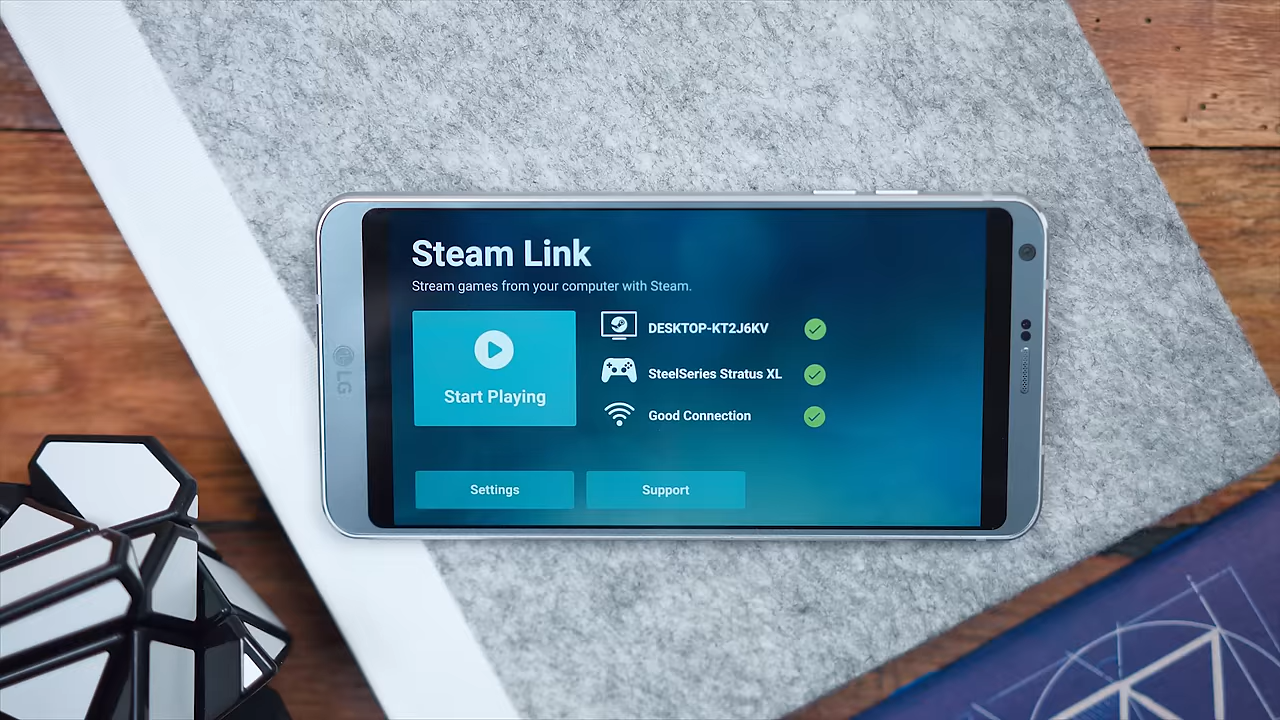 Steam Link
Stream games from your computer with Steam.
Start Playing
DESKTOP-KT2J6KV
SteelSeries Stratus XL
Good Connection
Settings
Support
LG